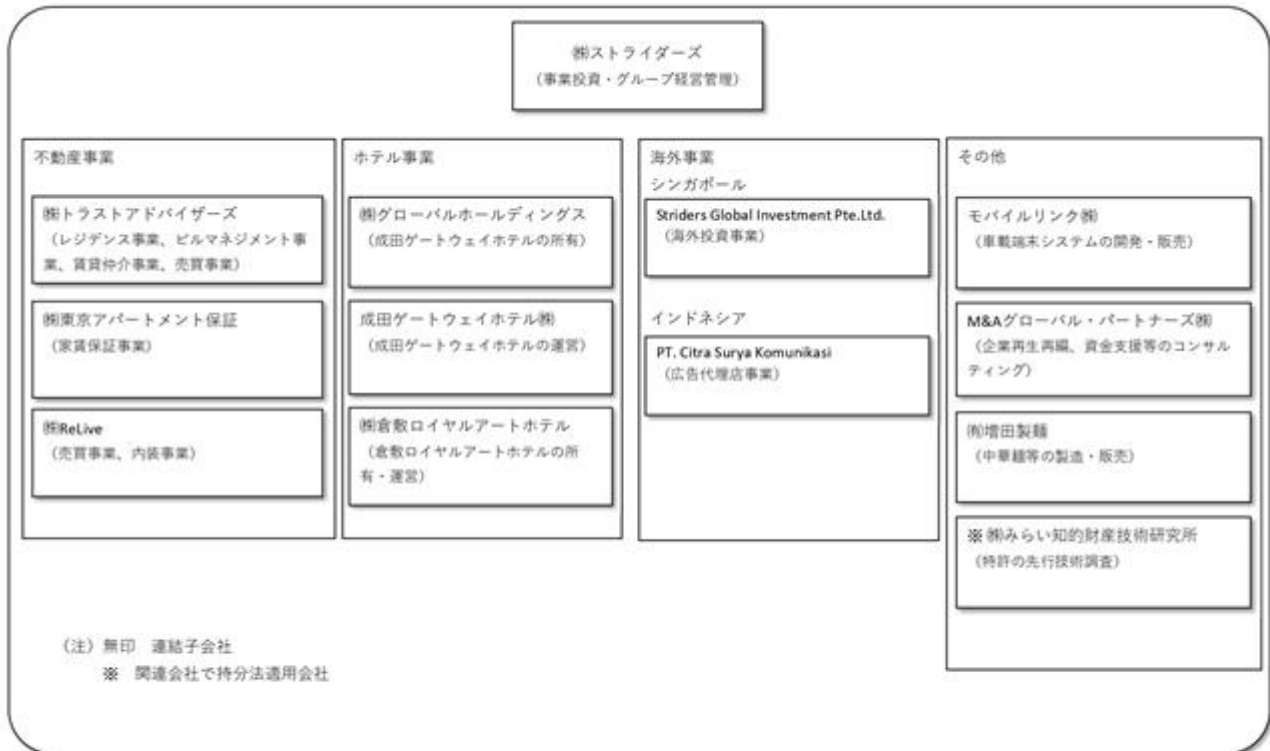 ㈱ストライダーズ
（事業投資・グループ経営管理）
不動産事業
㈱トラストアドバイザーズ
（レジデンス事業、ビルマネジメント事
業、賃貸仲介事業、売買事業）
㈱東京アパートメント保証
（家賃保証事業）
㈱ReLive
（売買事業、内装事業）
ホテル事業
㈱グローバルホールディングス
（成田ゲートウェイホテルの所有）
成田ゲートウェイホテル㈱
（成田ゲートウェイホテルの運営）
㈱倉敷ロイヤルアートホテル
（倉敷ロイヤルアートホテルの所
有・運営）
海外事業
シンガポール
Striders Global Investment Pte.Ltd.
（海外投資事業）
インドネシア
PT. Citra Surya Komunikasi
（広告代理店事業）
その他
モバイルリンク㈱
（車載端末システムの開発・販売）
M&Aグローバル・パートナーズ㈱
（企業再生再編、資金支援等のコンサル
ティング）
㈲増田製麺
（中華麺等の製造・販売）
※ ㈱みらい知的財産技術研究所
（特許の先行技術調査）
（注）無印　連結子会社
※　関連会社で持分法適用会社